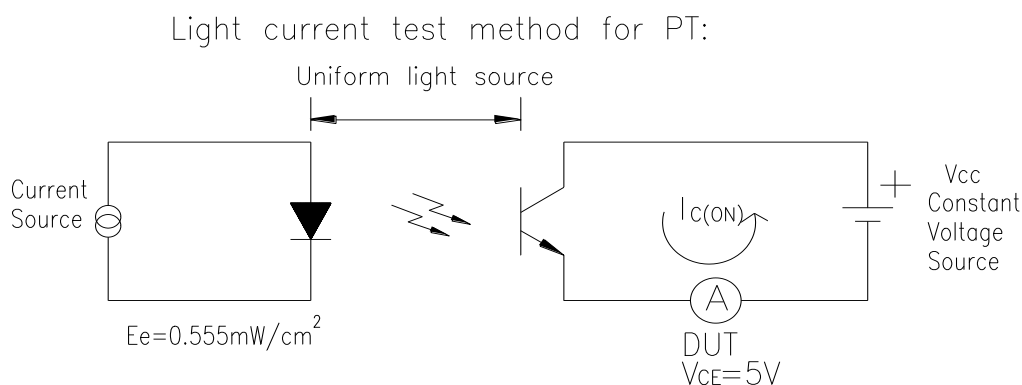 Light current test method for PT:
Uniform light source
Current
Source
IC(ON)
+
Vcc
Constant
Voltage
Source
A
Ee=0.555mW/cm²
DUT
VCE=5V